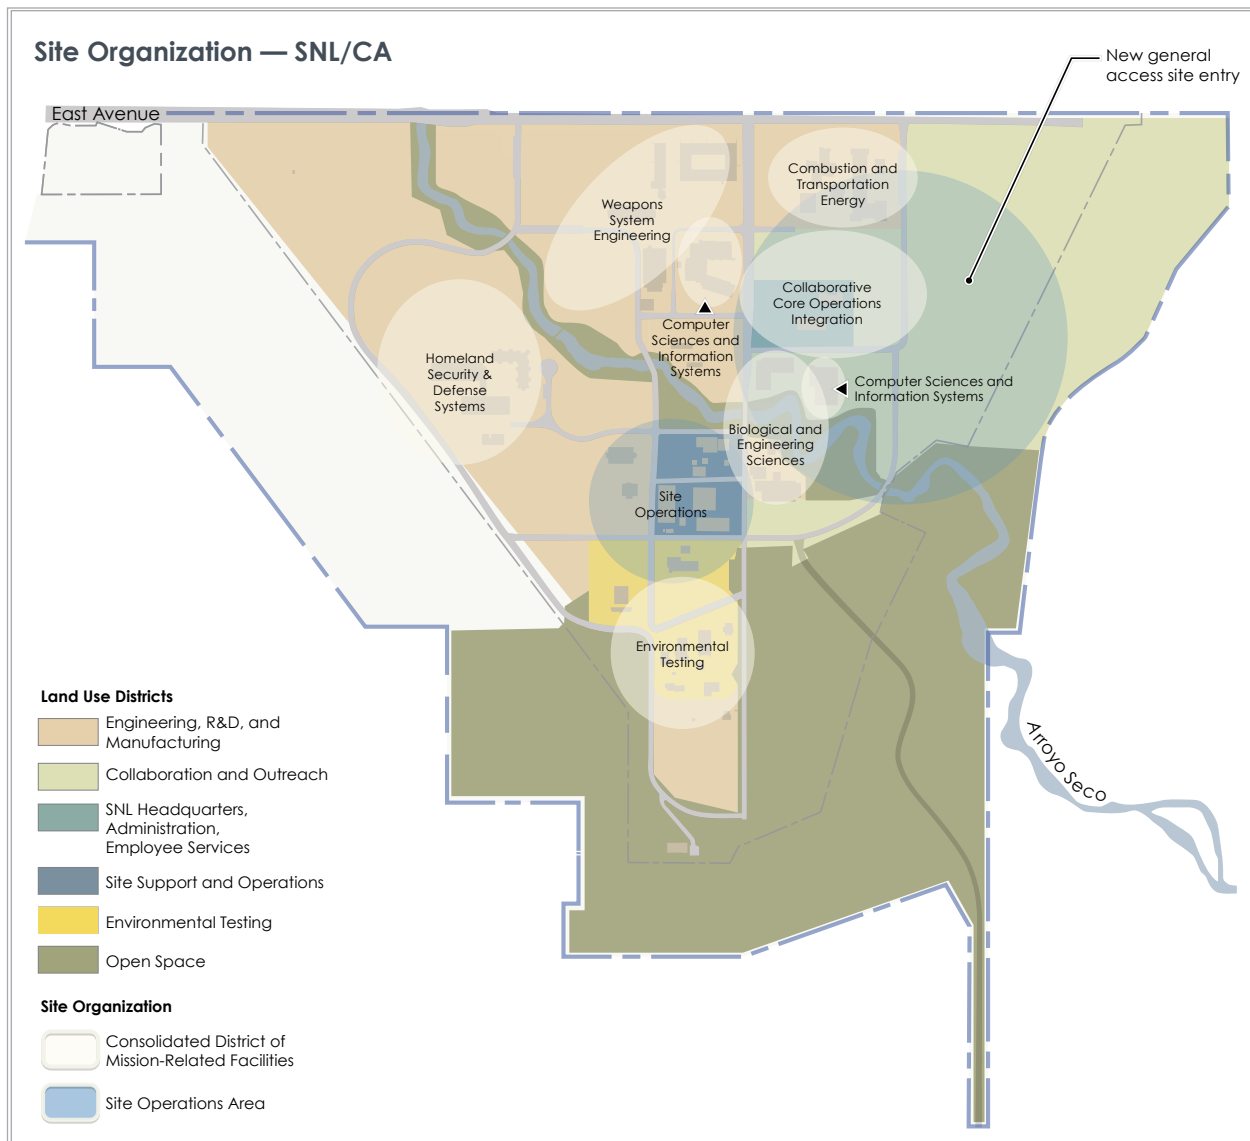 Site Organization — SNL/CA
New general
access site entry
East Avenue
Combustion and
Transportation
Energy
Weapons
System
Engineering
Collaborative
Core Operations
Integration
Computer
Sciences and
Information
Systems
Homeland
Security &
Defense
Systems
Computer Sciences and
Information Systems
Biological and
Engineering
Sciences
Site
Operations
Environmental
Testing
Arroyo Seco
Land Use Districts
Engineering, R&D, and
Manufacturing
Collaboration and Outreach
SNL Headquarters,
Administration,
Employee Services
Site Support and Operations
Environmental Testing
Open Space
Site Organization
Consolidated District of
Mission-Related Facilities
Site Operations Area